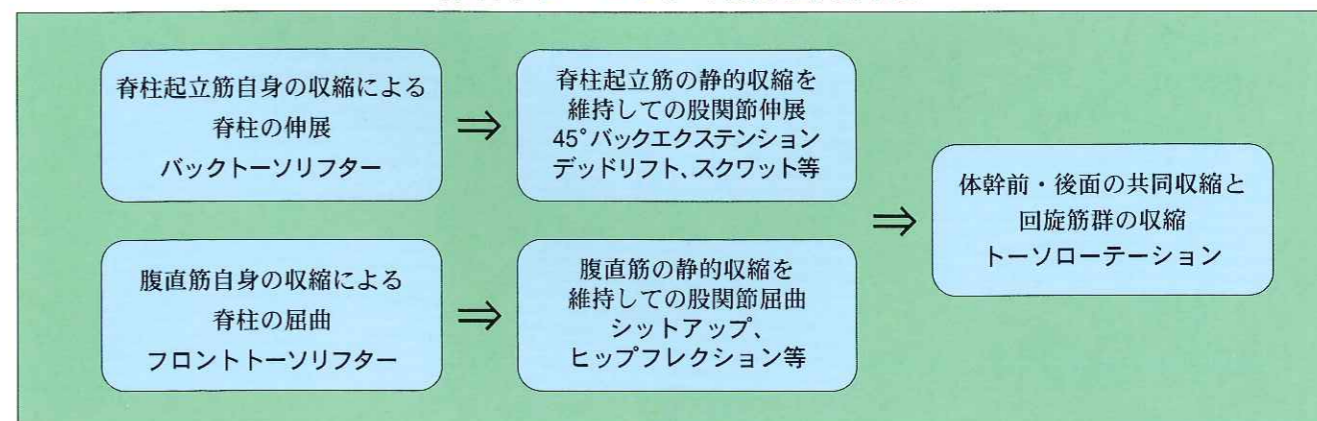 脊柱起立筋自身の収縮による
脊柱の伸展
バックトーソリフター
⇒
脊柱起立筋の静的収縮を
維持しての股関節伸展
45°バックエクステンション
デッドリフト、スクワット等
腹直筋自身の収縮による
脊柱の屈曲
フロントトーソリフター
⇒
腹直筋の静的収縮を
維持しての股関節屈曲
シットアップ、
ヒップフレクション等
⇒
体幹前・後面の共同収縮と
回旋筋群の収縮
トーソローテーション